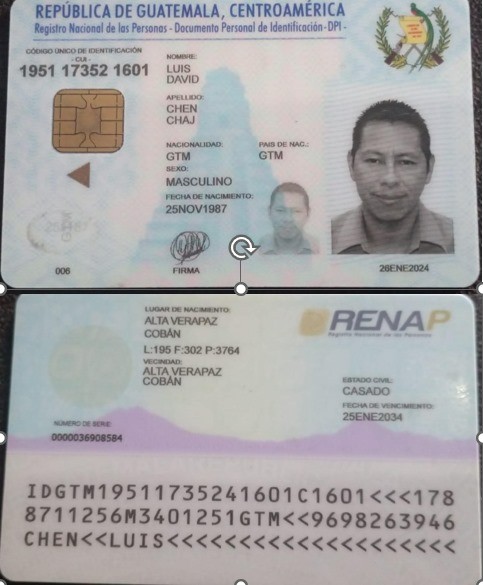 REPÚBLICA DE GUATEMALA, CENTROAMÉRICA
Registro Nacional de las Personas - Documento Personal de Identificación -DPI -
CÓDIGO ÚNICO DE IDENTIFICACIÓN
- CUI -
1951 17352 1601
NOMBRE:
LUIS
DAVID
APELLIDO:
CHEN
CHAJ
NACIONALIDAD: PAIS DE NAC.:
GTM GTM
SEXO:
MASCULINO
FECHA DE NACIMIENTO:
25NOV1987
006
FIRMA
26ENE2024
LUGAR DE NACIMIENTO:
ALTA VERAPAZ
COBÁN
L:195 F:302 P:3764
VECINDAD:
ALTA VERAPAZ
COBÁN
RENAP
Registro Nacional de las Personas
ESTADO CIVIL:
CASADO
FECHA DE VENCIMIENTO:
25ENE2034
NÚMERO DE SERIE:
0000036908584
IDGTM19511735241601C1601<<<178
8711256M3401251GTM<<9698263946
CHEN<<LUIS<<<<<<<<<<<<<<<<<<<<